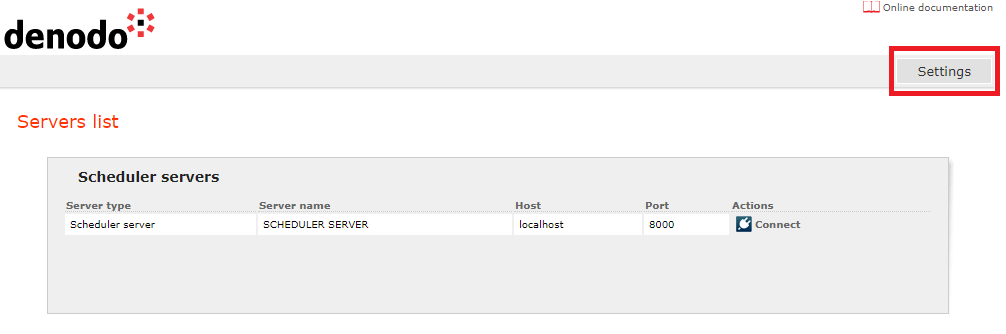 Online documentation
denodo
Settings
Servers list
Scheduler servers
Server type Server name Host Port Actions
Scheduler server SCHEDULER SERVER localhost 8000 Connect